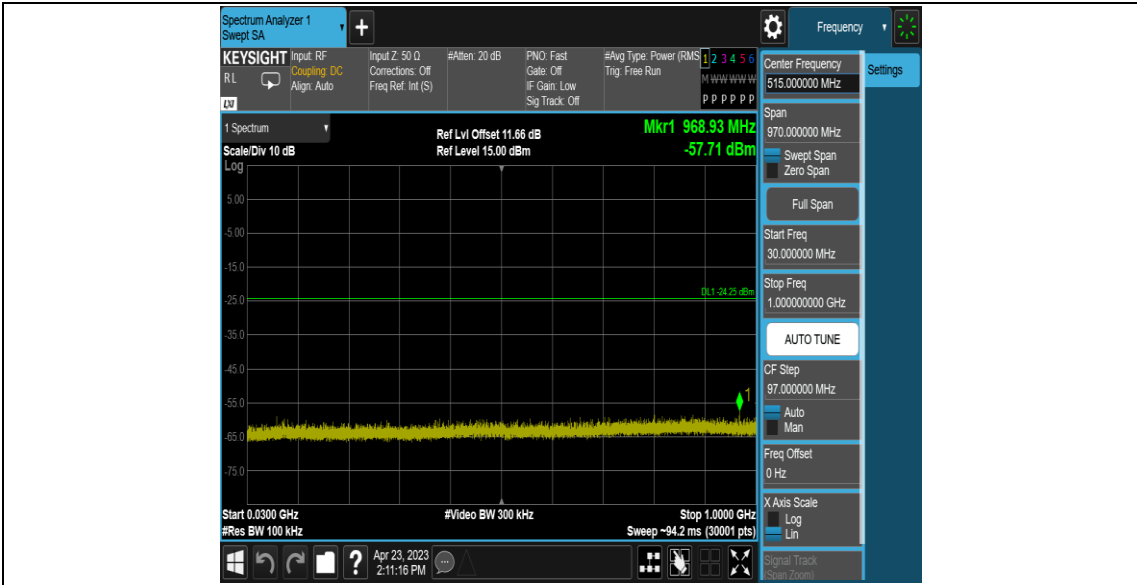 Spectrum Analyzer 1
Swept SA
+
Frequency
KEYSIGHT
RL
LXI
Input: RF
Coupling: DC
Align: Auto
Input Z: 50 Ω
Corrections: Off
Freq Ref: Int (S)
#Atten: 20 dB
PNO: Fast
Gate: Off
IF Gain: Low
Sig Track: Off
#Avg Type: Power (RMS
Trig: Free Run
1 2 3 4 5 6
M W W W W W
P P P P P P
Center Frequency
515.000000 MHz
Settings
1 Spectrum
Ref Lvl Offset 11.66 dB
Mkr1 968.93 MHz
Scale/Div 10 dB
Ref Level 15.00 dBm
-57.71 dBm
Log
5.00
-5.00
-15.0
DL1 -24.25 dBm
-25.0
-35.0
-45.0
1
-55.0
-65.0
-75.0
Start 0.0300 GHz
#Video BW 300 kHz
Stop 1.0000 GHz
#Res BW 100 kHz
Sweep ~94.2 ms (30001 pts)
Span
970.000000 MHz
Swept Span
Zero Span
Full Span
Start Freq
30.000000 MHz
Stop Freq
1.000000000 GHz
AUTO TUNE
CF Step
97.000000 MHz
Auto
Man
Freq Offset
0 Hz
X Axis Scale
Log
Lin
Signal Track
(Span Zoom)
?
Apr 23, 2023
2:11:16 PM